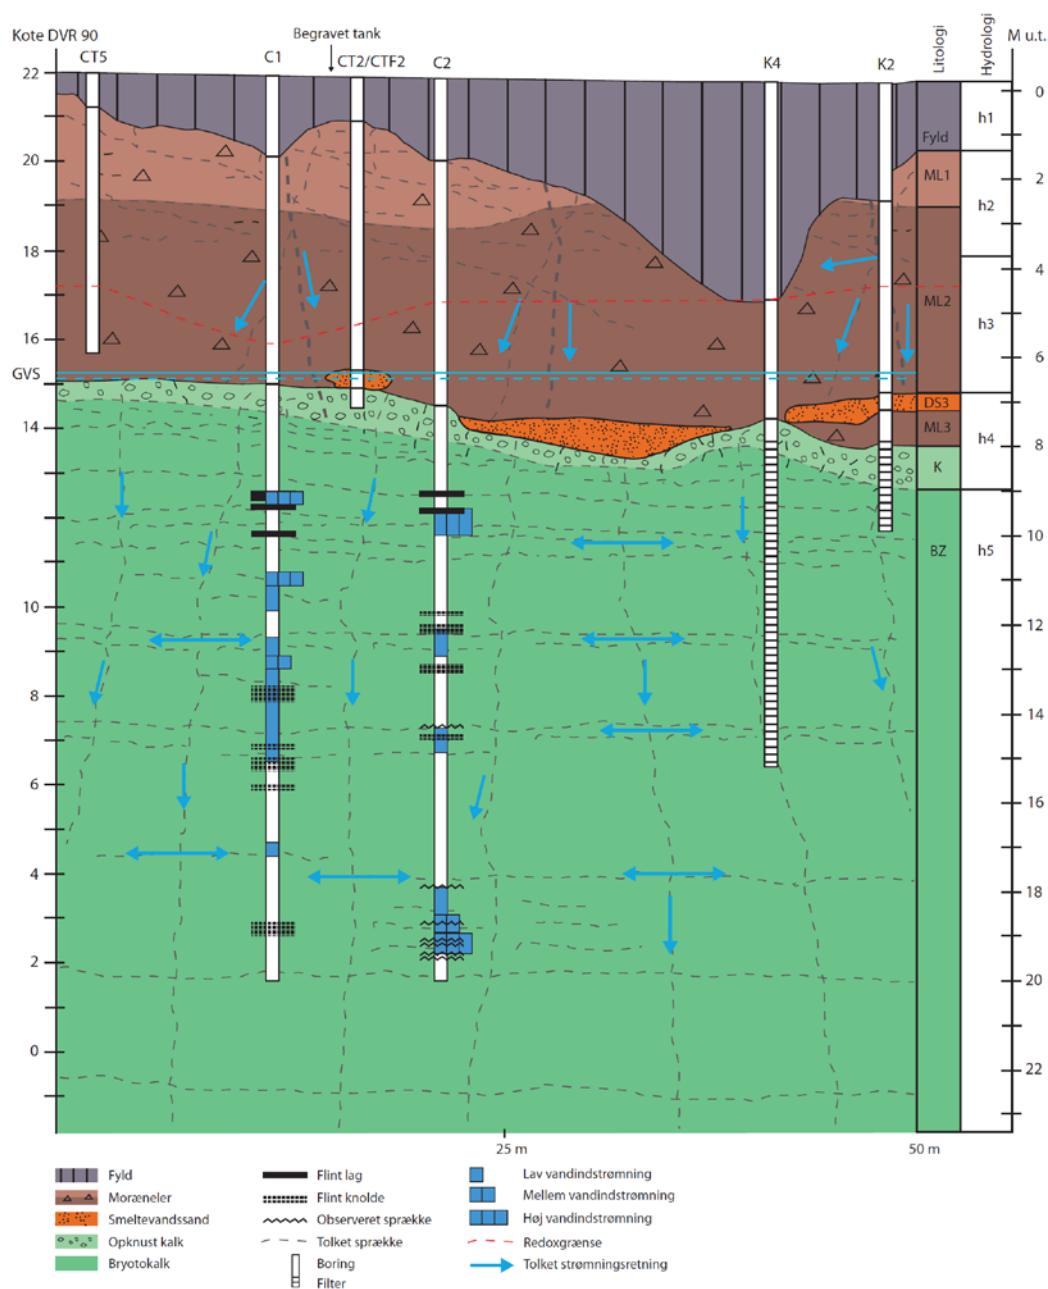 Kote DVR 90
Begravet tank
M u.t.
CT5
C1
CT2/CTF2
C2
K4
K2
Litologi
Hydrologi
22
20
18
16
GVS
14
10
8
6
4
2
0
Fyld
ML1
ML2
DS3
ML3
K
BZ
h1
h2
h3
h4
h5
0
2
4
6
8
10
12
14
16
18
20
22
25 m
50 m
Fyld
Moræneler
Smeltevandssand
Opknust kalk
Bryotokalk
Flint lag
Flint knolde
Observeret sprække
Tolket sprække
Boring
Filter
Lav vandindstrømning
Mellem vandindstrømning
Høj vandindstrømning
Redoxgrænse
Tolket strømningsretning